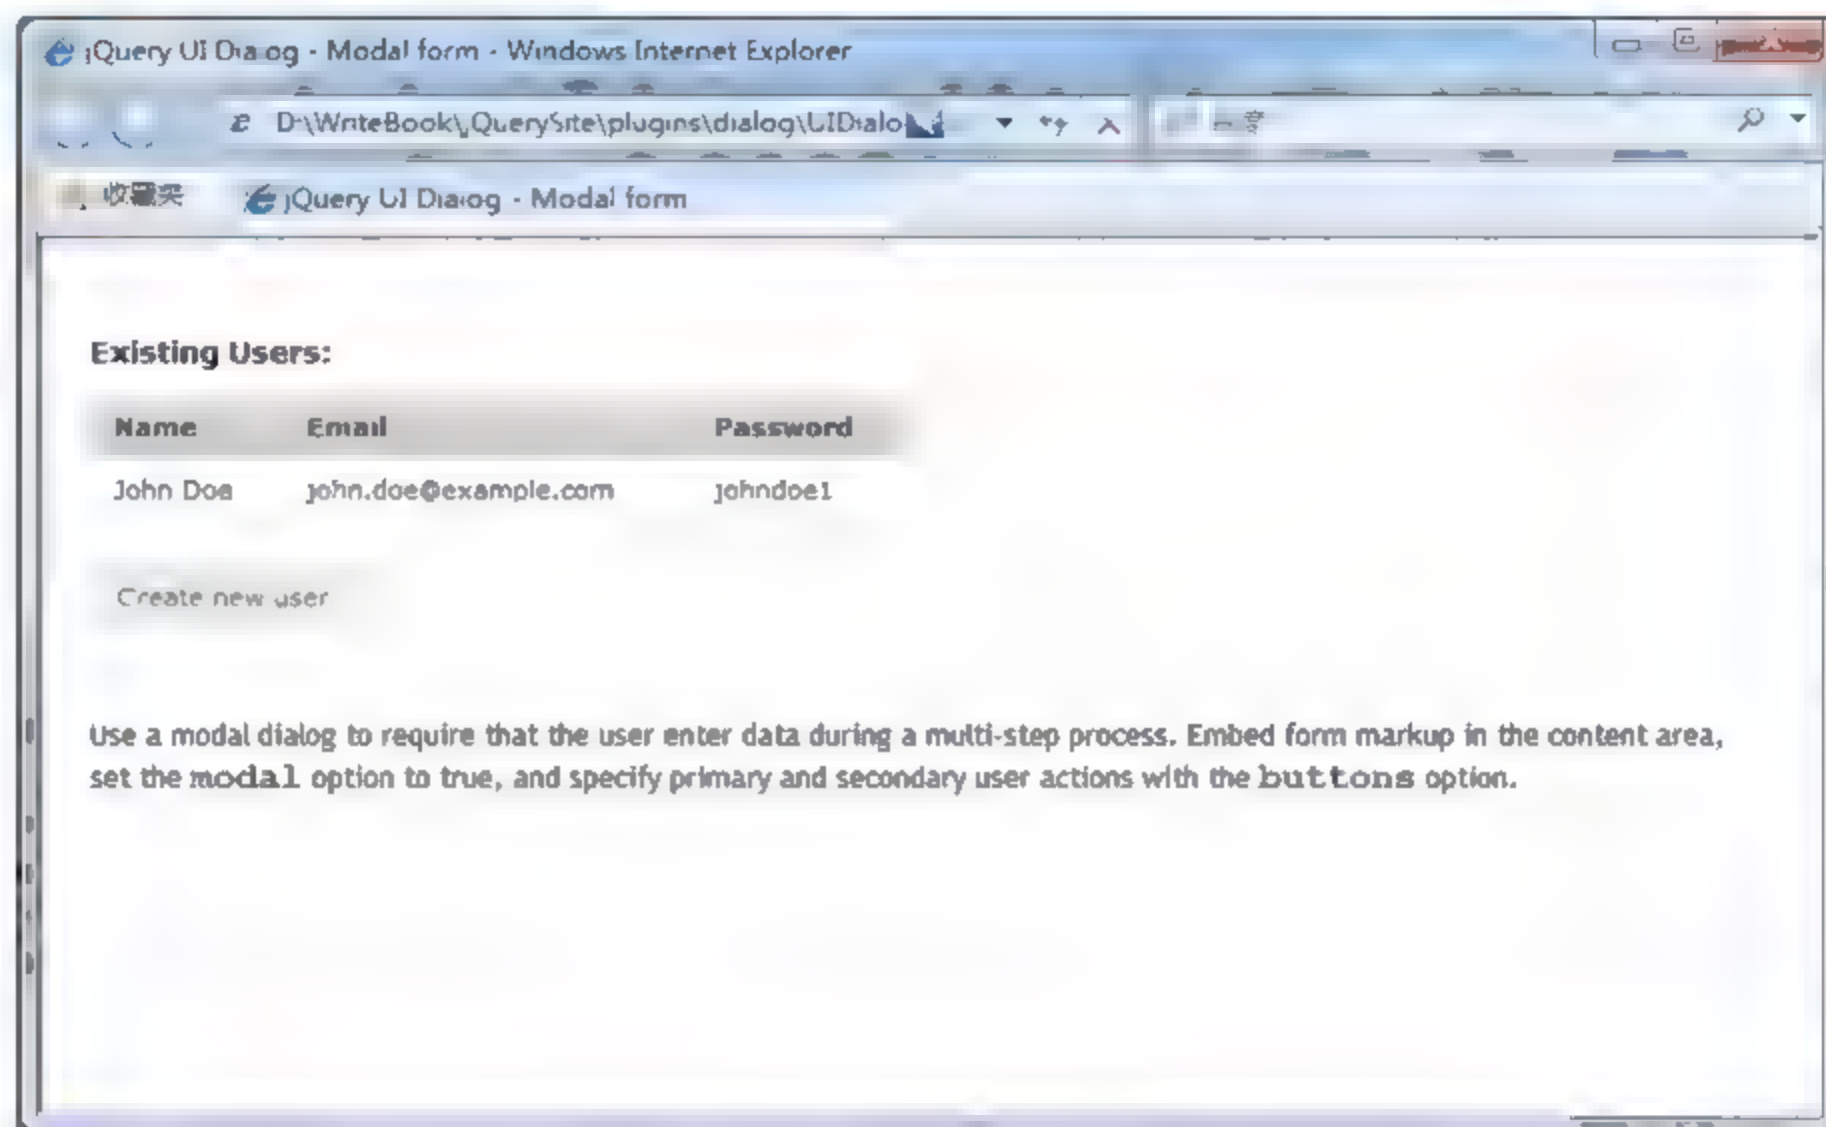 jQuery UI Dialog - Modal form - Windows Internet Explorer
D:\WriteBook\jQuerySite\plugins\dialog\UIDialo
收藏夹 jQuery UI Dialog - Modal form
Existing Users:
Name Email Password
John Doe john.doe@example.com johndoe1
Create new user
Use a modal dialog to require that the user enter data during a multi-step process. Embed form markup in the content area,
set the modal option to true, and specify primary and secondary user actions with the buttons option.